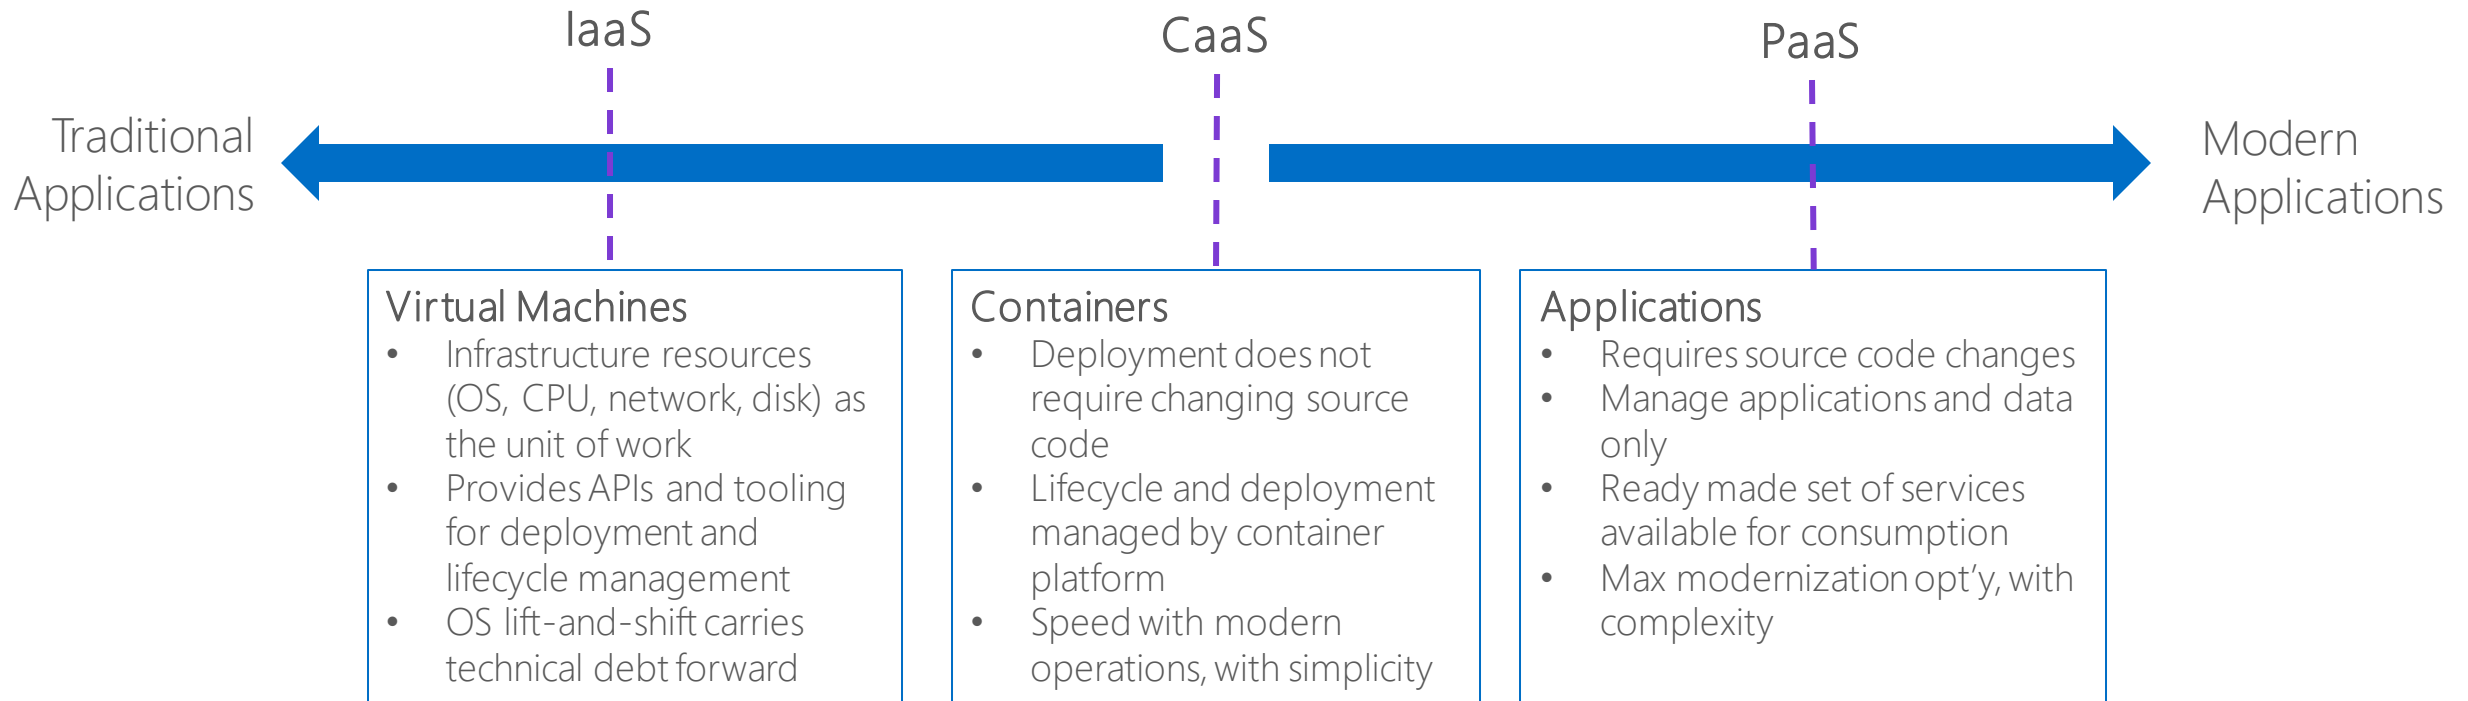 IaaS
CaaS
PaaS
Traditional
Applications
Modern
Applications
Virtual Machines
• Infrastructure resources
(OS, CPU, network, disk) as
the unit of work
• Provides APIs and tooling
for deployment and
lifecycle management
• OS lift-and-shift carries
technical debt forward
Containers
• Deployment does not
require changing source
code
• Lifecycle and deployment
managed by container
platform
• Speed with modern
operations, with simplicity
Applications
• Requires source code changes
• Manage applications and data
only
• Ready made set of services
available for consumption
• Max modernization opt’y, with
complexity